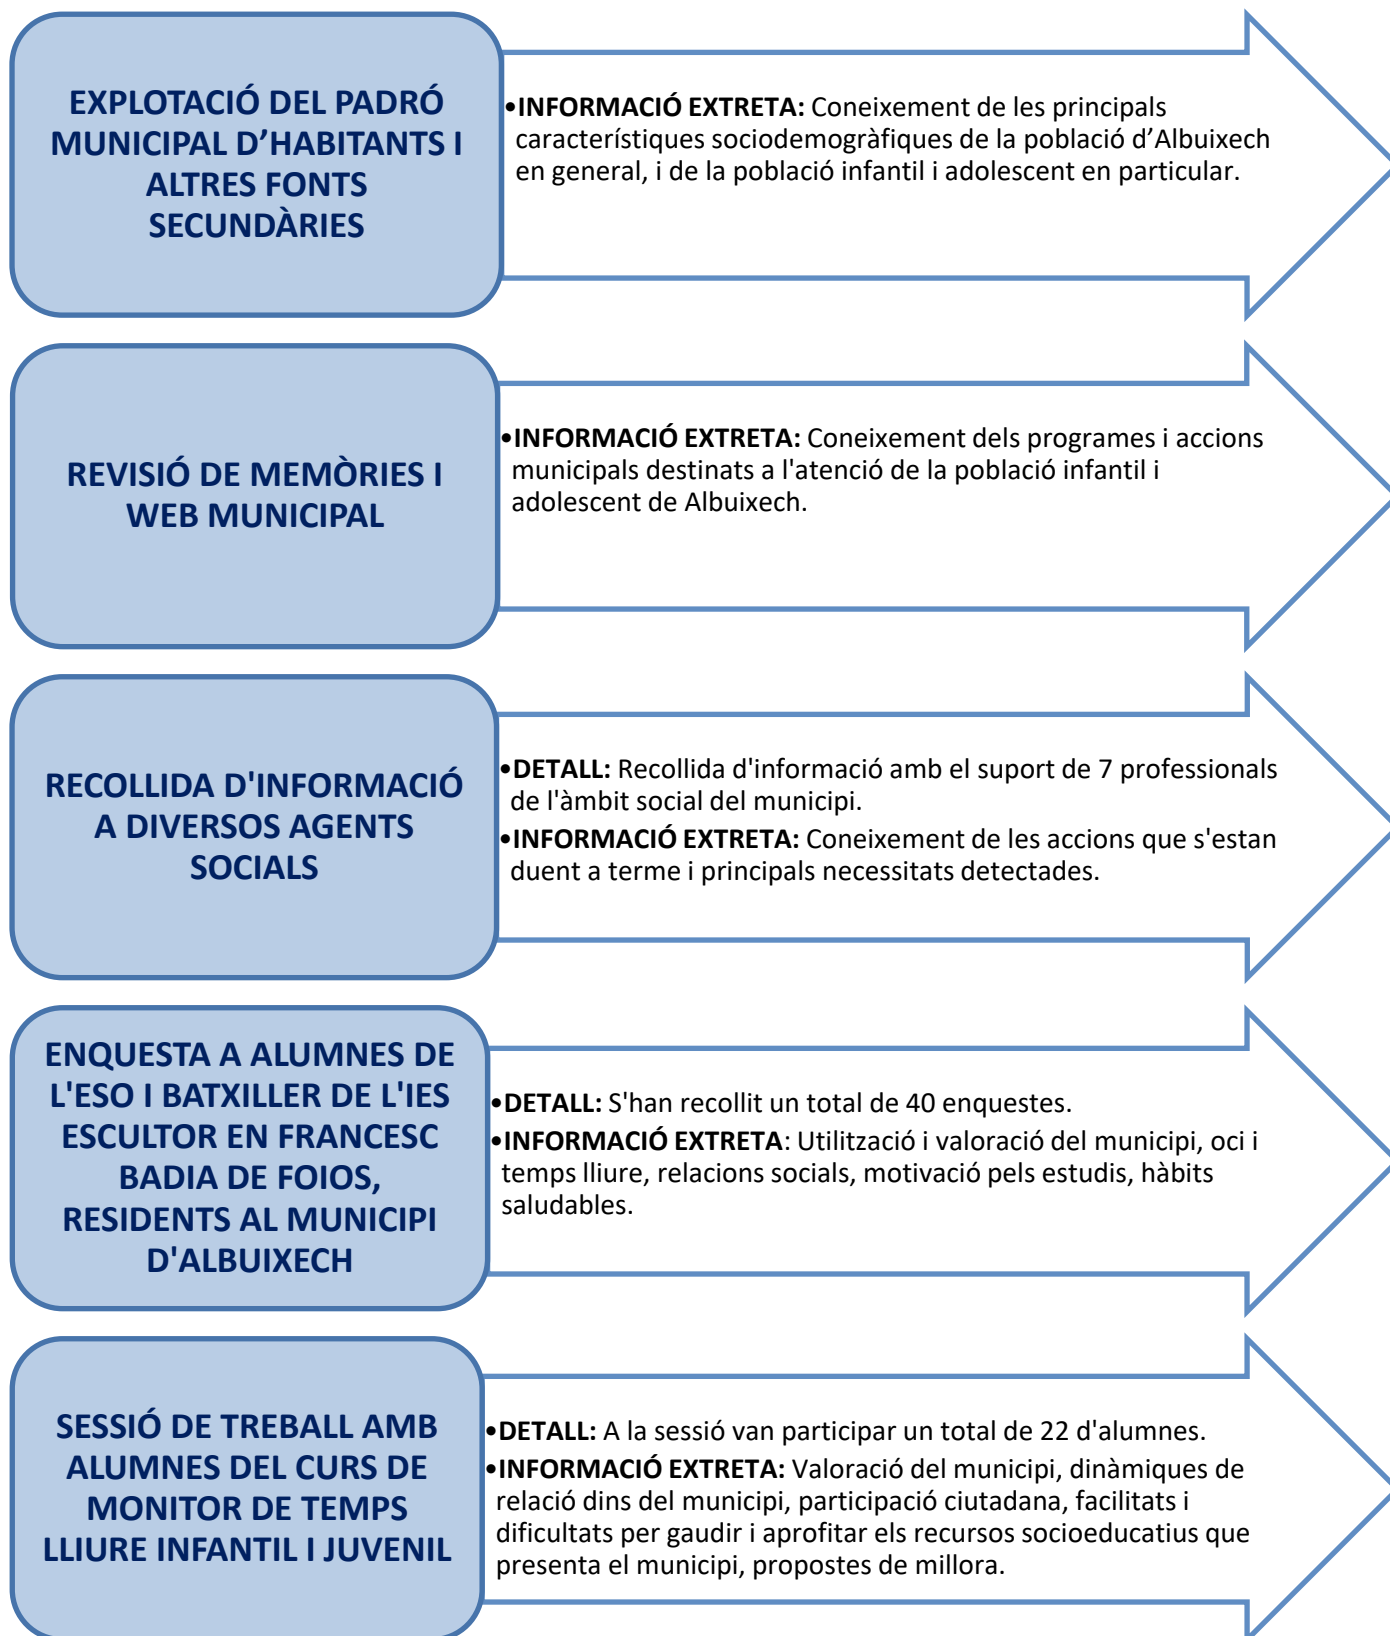 EXPLOTACIÓ DEL PADRÓ
MUNICIPAL D’HABITANTS I
ALTRES FONTS
SECUNDÀRIES
•INFORMACIÓ EXTRETA: Coneixement de les principals
característiques sociodemogràfiques de la població d’Albuixech
en general, i de la població infantil i adolescent en particular.
REVISIÓ DE MEMÒRIES I
WEB MUNICIPAL
•INFORMACIÓ EXTRETA: Coneixement dels programes i accions
municipals destinats a l'atenció de la població infantil i
adolescent de Albuixech.
RECOLLIDA D'INFORMACIÓ
A DIVERSOS AGENTS
SOCIALS
•DETALL: Recollida d'informació amb el suport de 7 professionals
de l'àmbit social del municipi.
•INFORMACIÓ EXTRETA: Coneixement de les accions que s'estan
duent a terme i principals necessitats detectades.
ENQUESTA A ALUMNES DE
L'ESO I BATXILLER DE L'IES
ESCULTOR EN FRANCESC
BADIA DE FOIOS,
RESIDENTS AL MUNICIPI
D'ALBUIXECH
•DETALL: S'han recollit un total de 40 enquestes.
•INFORMACIÓ EXTRETA: Utilització i valoració del municipi, oci i
temps lliure, relacions socials, motivació pels estudis, hàbits
saludables.
SESSIÓ DE TREBALL AMB
ALUMNES DEL CURS DE
MONITOR DE TEMPS
LLIURE INFANTIL I JUVENIL
•DETALL: A la sessió van participar un total de 22 d'alumnes.
•INFORMACIÓ EXTRETA: Valoració del municipi, dinàmiques de
relació dins del municipi, participació ciutadana, facilitats i
dificultats per gaudir i aprofitar els recursos socioeducatius que
presenta el municipi, propostes de millora.